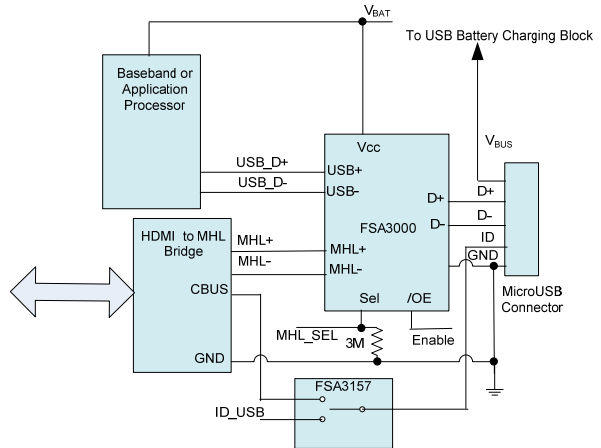 VBAT
To USB Battery Charging Block
Baseband or
Application
Processor
Vcc
VBUS
USB_D+
USB+
USB_D-
USB-
D+
D+
D-
D-
FSA3000
HDMI to MHL
Bridge
MHL+
MHL+
MHL-
MHL-
ID
GND
CBUS
Sel
/OE
MicroUSB
Connector
MHL_SEL
3M
Enable
GND
FSA3157
ID_USB